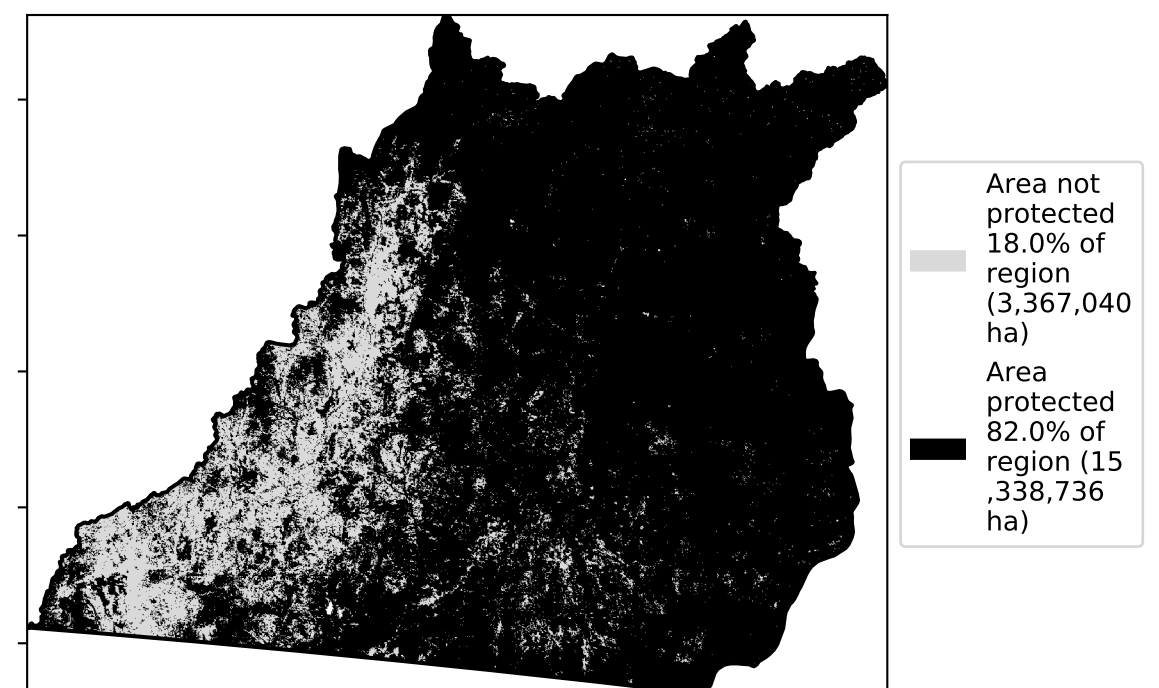 Area not
protected
18.0% of
region
(3,367,040
ha)
Area
protected
82.0% of
region (15
,338,736
ha)